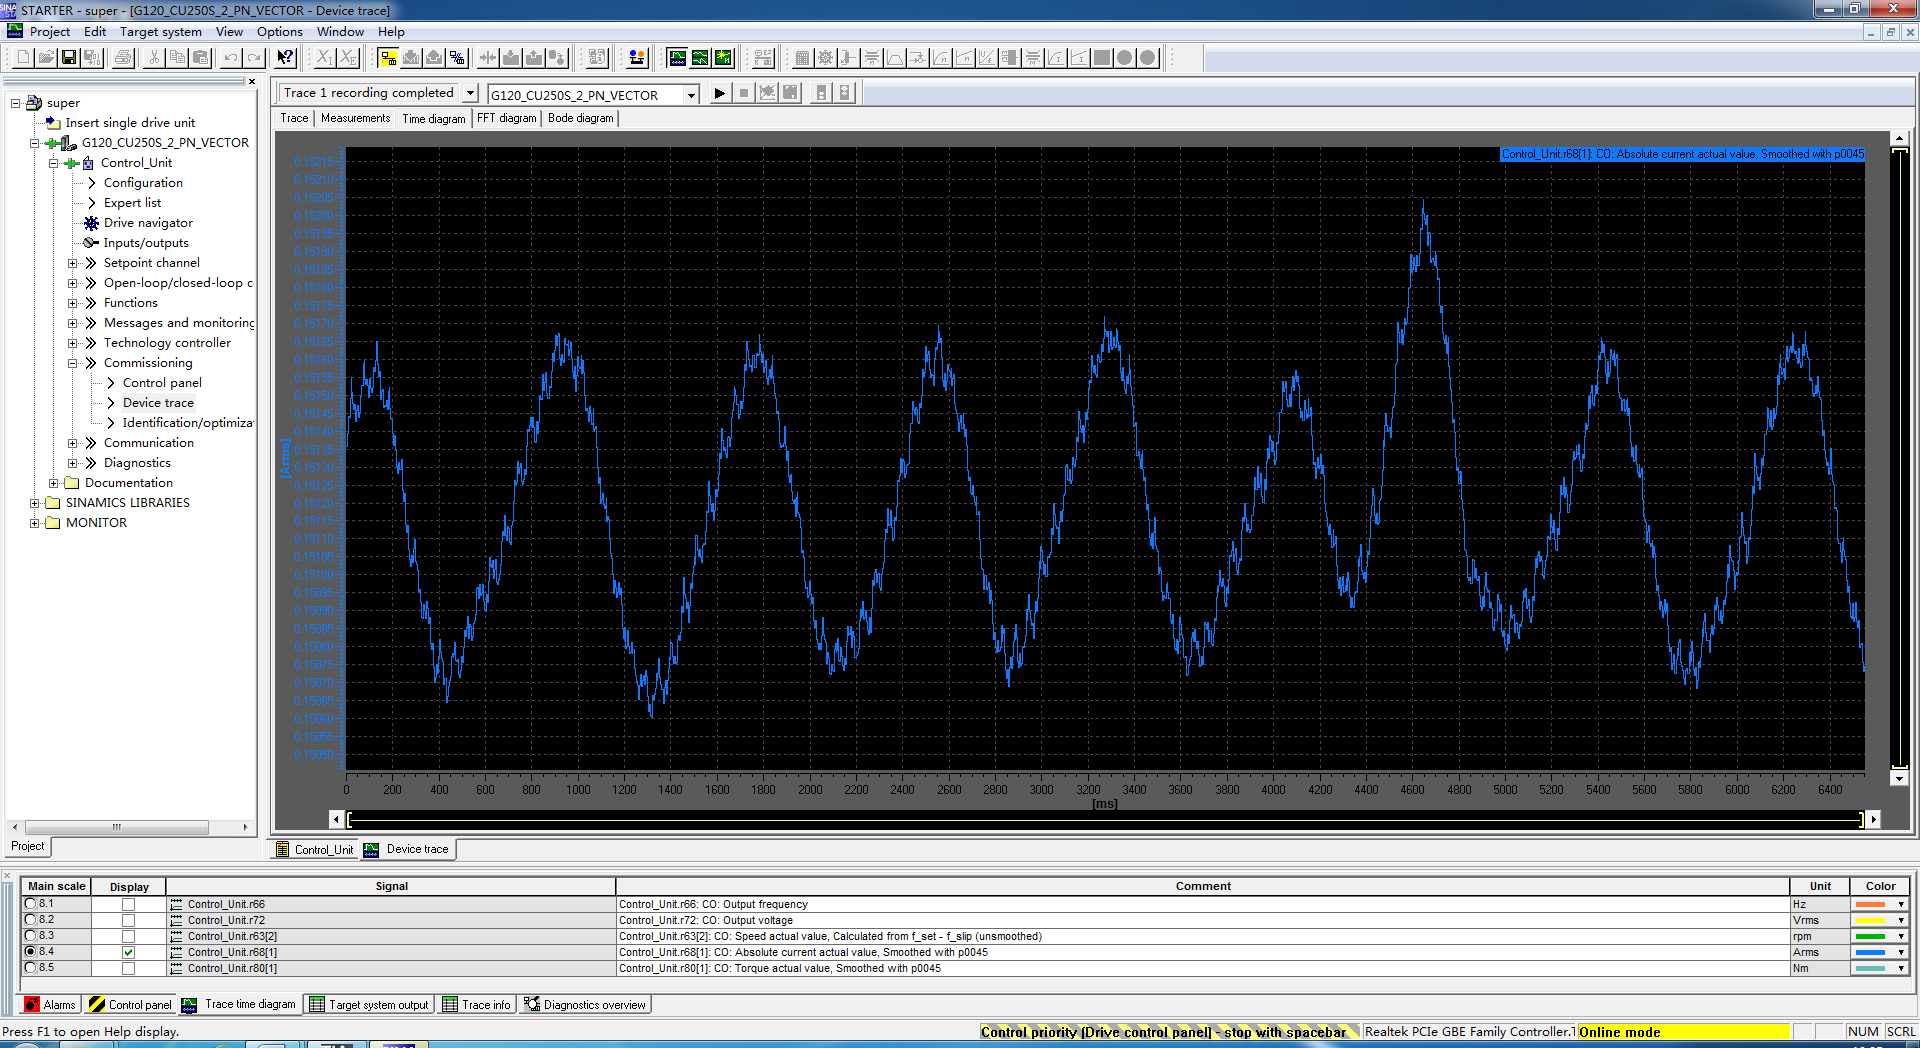 STARTER - super - [G120_CU250S_2_PN_VECTOR - Device trace]
Project Edit Target system View Options Window Help
Trace 1 recording completed
G120_CU250S_2_PN_VECTOR
Trace Measurements Time diagram FFT diagram Bode diagram
super
Insert single drive unit
G120_CU250S_2_PN_VECTOR
Control_Unit
Configuration
Expert list
Drive navigator
Inputs/outputs
Setpoint channel
Open-loop/closed-loop c
Functions
Messages and monitoring
Technology controller
Commissioning
Control panel
Device trace
Identification/optimiza
Communication
Diagnostics
Documentation
SINAMICS LIBRARIES
MONITOR
Project
Control_Unit.r68[1]: CO: Absolute current actual value, Smoothed with p0045
0.15215
0.15210
0.15205
0.15200
0.15195
0.15190
0.15185
0.15180
0.15175
0.15170
0.15165
0.15160
0.15155
0.15150
0.15145
0.15140
0.15135
0.15130
0.15125
0.15120
0.15115
0.15110
0.15105
0.15100
0.15095
0.15090
0.15085
0.15080
0.15075
0.15070
0.15065
0.15060
0.15055
0.15050
[Arms]
0 200 400 600 800 1000 1200 1400 1600 1800 2000 2200 2400 2600 2800 3000 3200 3400 3600 3800 4000 4200 4400 4600 4800 5000 5200 5400 5600 5800 6000 6200 6400
[ms]
Control_Unit Device trace
Main scale Display Signal Comment Unit Color
8.1 Control_Unit.r66 Control_Unit.r66: CO: Output frequency Hz
8.2 Control_Unit.r72 Control_Unit.r72: CO: Output voltage Vrms
8.3 Control_Unit.r63[2] Control_Unit.r63[2]: CO: Speed actual value, Calculated from f_set - f_slip (unsmoothed) rpm
8.4 Control_Unit.r68[1] Control_Unit.r68[1]: CO: Absolute current actual value, Smoothed with p0045 Arms
8.5 Control_Unit.r80[1] Control_Unit.r80[1]: CO: Torque actual value, Smoothed with p0045 Nm
Alarms Control panel Trace time diagram Target system output Trace info Diagnostics overview
Press F1 to open Help display.
Control priority [Drive control panel] - stop with spacebar
Realtek PCIe GBE Family Controller.T
Online mode
NUM SCRL